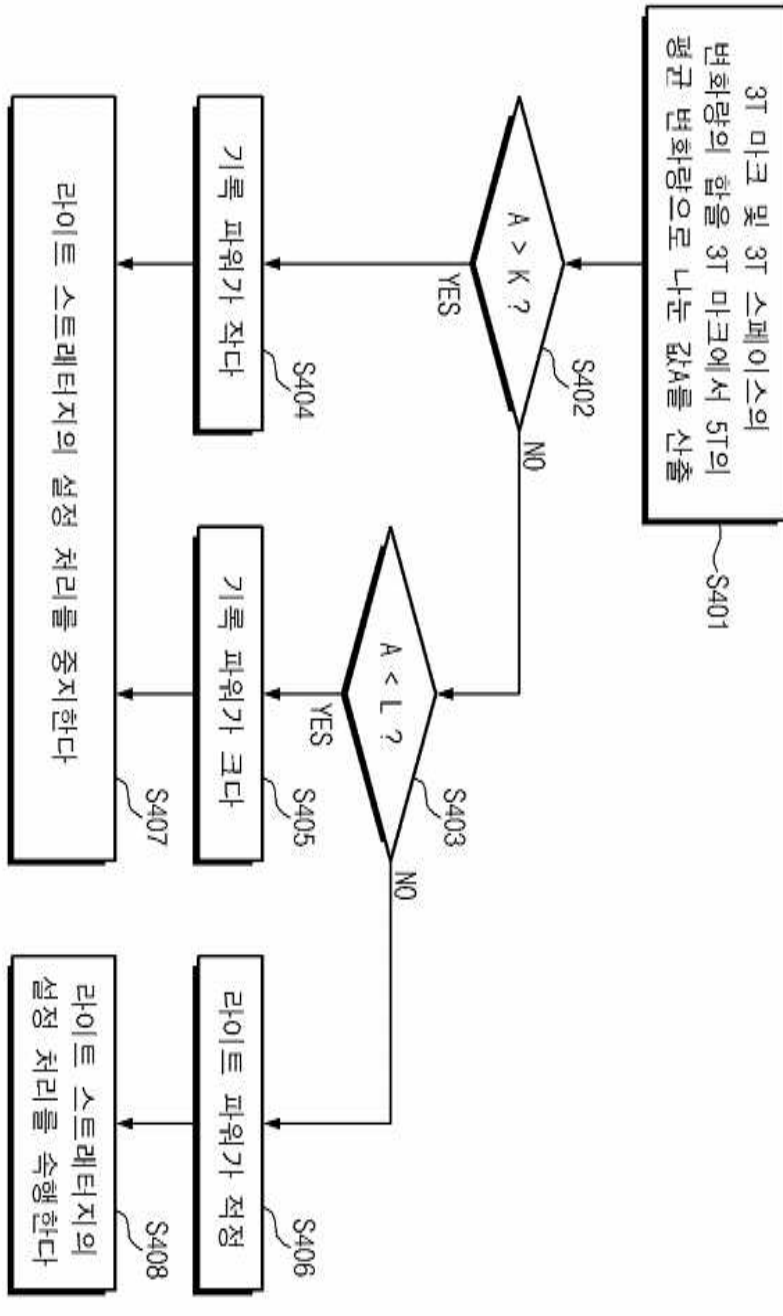 3T 마크 및 3T 스페이스의
변화량의 합을 3T 마크에서 5T의
평균 변화량으로 나눈 값A를 산출
S401
A > K ?
S402
YES
NO
A < L ?
S403
YES
NO
기록 파워가 작다
S404
기록 파워가 크다
S405
라이트 파워가 적정
S406
라이트 스트래터지의 설정 처리를 중지한다
S407
라이트 스트래터지의
설정 처리를 속행한다
S408